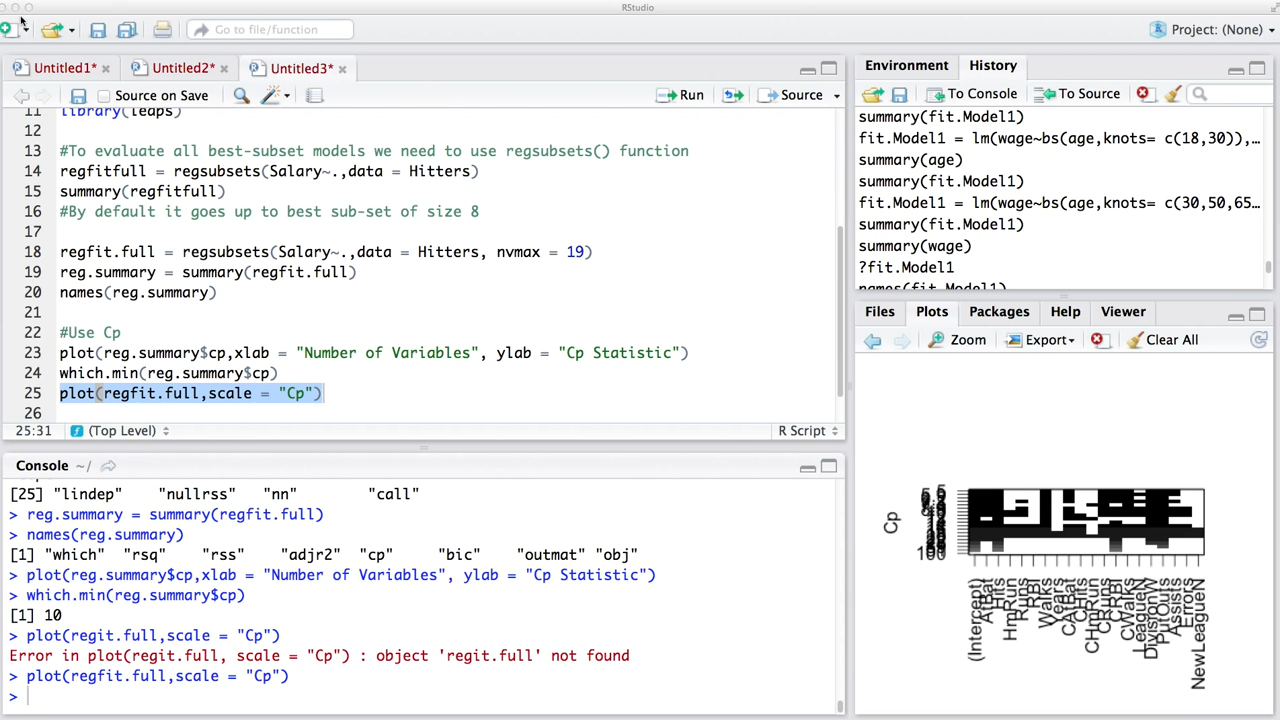 RStudio
Go to file/function
Project: (None)
Untitled1*
Untitled2*
Untitled3*
Source on Save
Run
Source
11 library(leaps)
12
13 #To evaluate all best-subset models we need to use regsubsets() function
14 regfitfull = regsubsets(Salary~.,data = Hitters)
15 summary(regfitfull)
16 #By default it goes up to best sub-set of size 8
17
18 regfit.full = regsubsets(Salary~.,data = Hitters, nvmax = 19)
19 reg.summary = summary(regfit.full)
20 names(reg.summary)
21
22 #Use Cp
23 plot(reg.summary$cp,xlab = "Number of Variables", ylab = "Cp Statistic")
24 which.min(reg.summary$cp)
25 plot(regfit.full,scale = "Cp")
26
25:31 (Top Level) R Script
Console ~/
[25] "lindep" "nullrss" "nn" "call"
> reg.summary = summary(regfit.full)
> names(reg.summary)
[1] "which" "rsq" "rss" "adjr2" "cp" "bic" "outmat" "obj"
> plot(reg.summary$cp,xlab = "Number of Variables", ylab = "Cp Statistic")
> which.min(reg.summary$cp)
[1] 10
> plot(regit.full,scale = "Cp")
Error in plot(regit.full, scale = "Cp") : object 'regit.full' not found
> plot(regfit.full,scale = "Cp")
>
Environment History
To Console To Source
summary(fit.Model1)
fit.Model1 = lm(wage~bs(age,knots= c(18,30)),…
summary(age)
summary(fit.Model1)
fit.Model1 = lm(wage~bs(age,knots= c(30,50,65…
summary(fit.Model1)
summary(wage)
?fit.Model1
names(fit.Model1)
Files Plots Packages Help Viewer
Zoom Export Clear All
Cp
(Intercept)
AtBat
Hits
HmRun
Runs
RBI
Walks
Years
CAtBat
CHits
CHmRun
CRuns
CRBI
CWalks
LeagueN
DivisionW
PutOuts
Assists
Errors
NewLeagueN